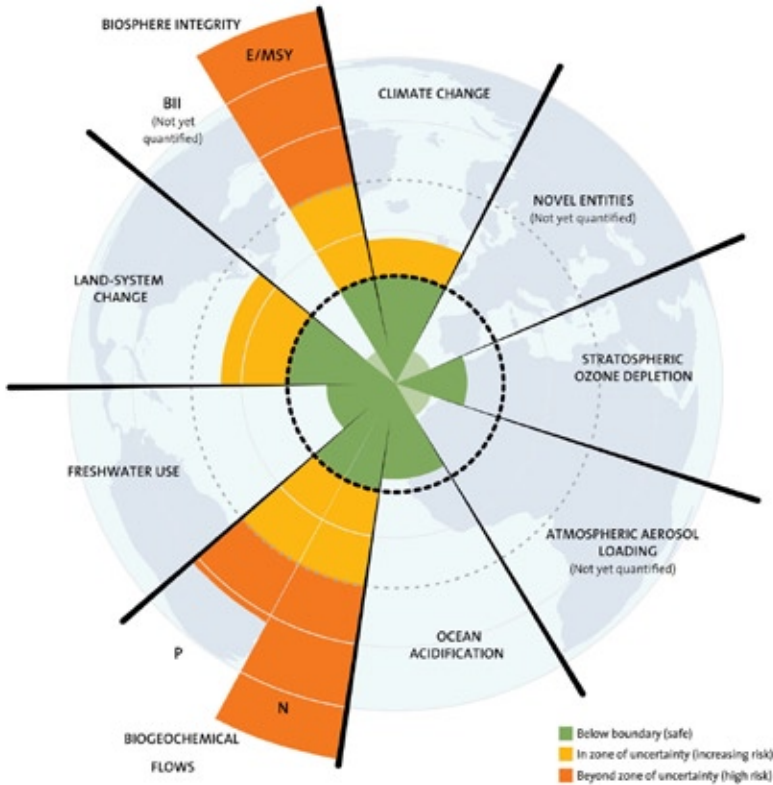 BIOSPHERE INTEGRITY
E/MSY
BII
(Not yet
quantified)
CLIMATE CHANGE
NOVEL ENTITIES
(Not yet quantified)
LAND-SYSTEM
CHANGE
STRATOSPHERIC
OZONE DEPLETION
FRESHWATER USE
ATMOSPHERIC AEROSOL
LOADING
(Not yet quantified)
OCEAN
ACIDIFICATION
P
N
BIOGEOCHEMICAL
FLOWS
Below boundary (safe)
In zone of uncertainty (increasing risk)
Beyond zone of uncertainty (high risk)